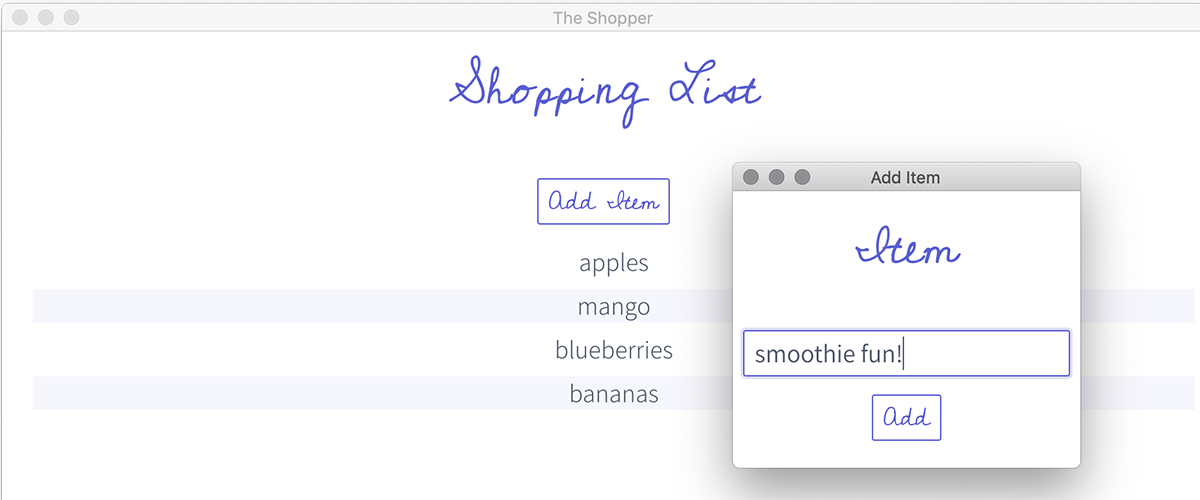 The Shopper
Shopping List
Add Item
apples
mango
blueberries
bananas
Add Item
Item
smoothie fun!
Add